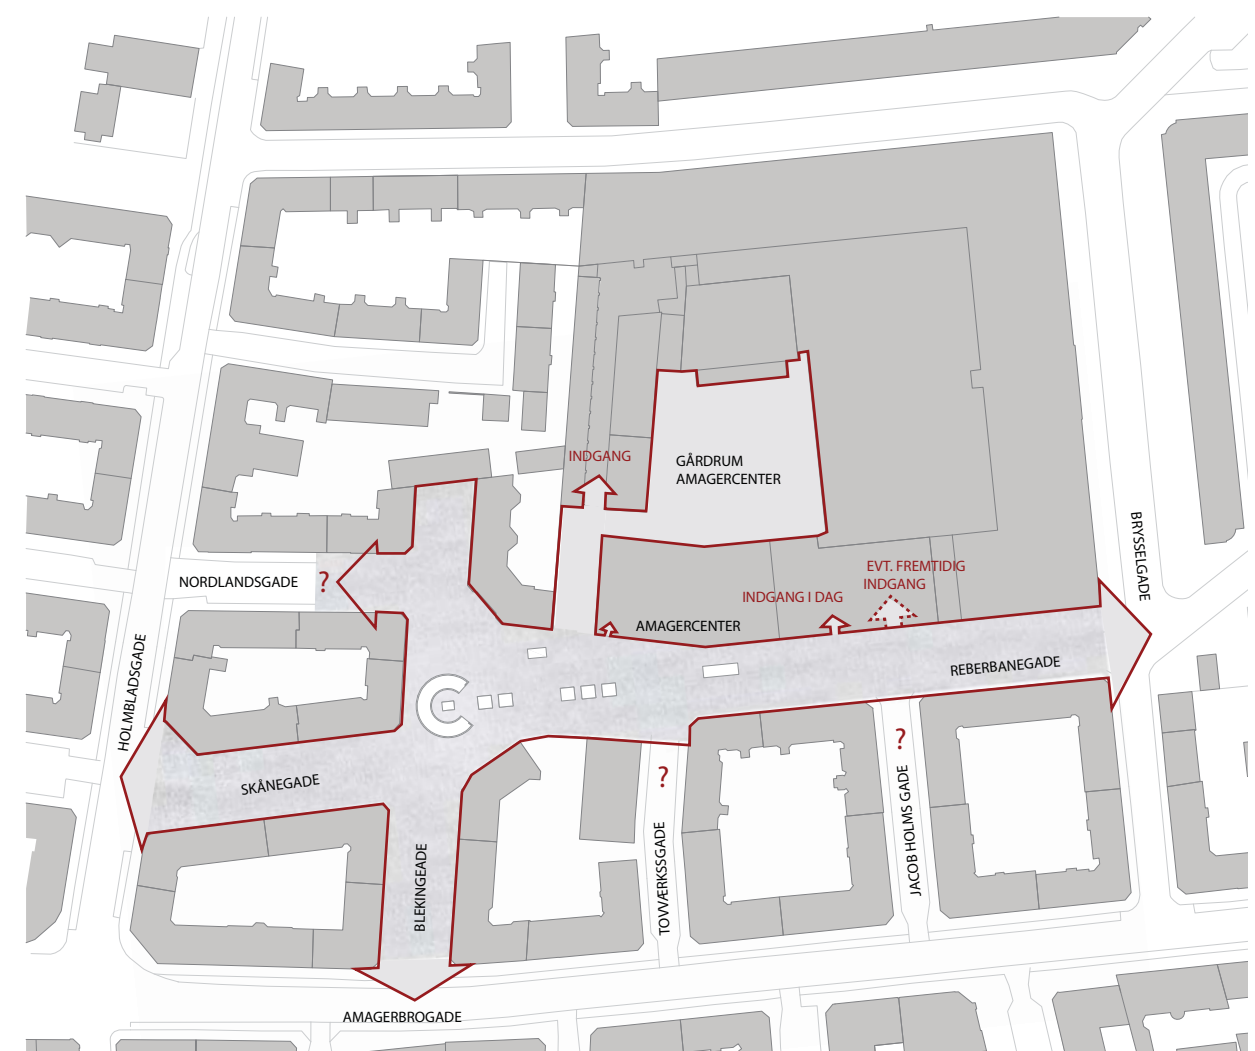 INDGANG
GÅRDRUM
AMAGERCENTER
BRYSSELGADE
EVT. FREMTIDIG
INDGANG
NORDLANDSGADE
?
INDGANG I DAG
AMAGERCENTER
HOLMBLADSGADE
REBERBANEGADE
?
?
SKÅNEGADE
JACOB HOLMS GADE
TOVVÆRKSSGADE
BLEKINGEADE
AMAGERBROGADE